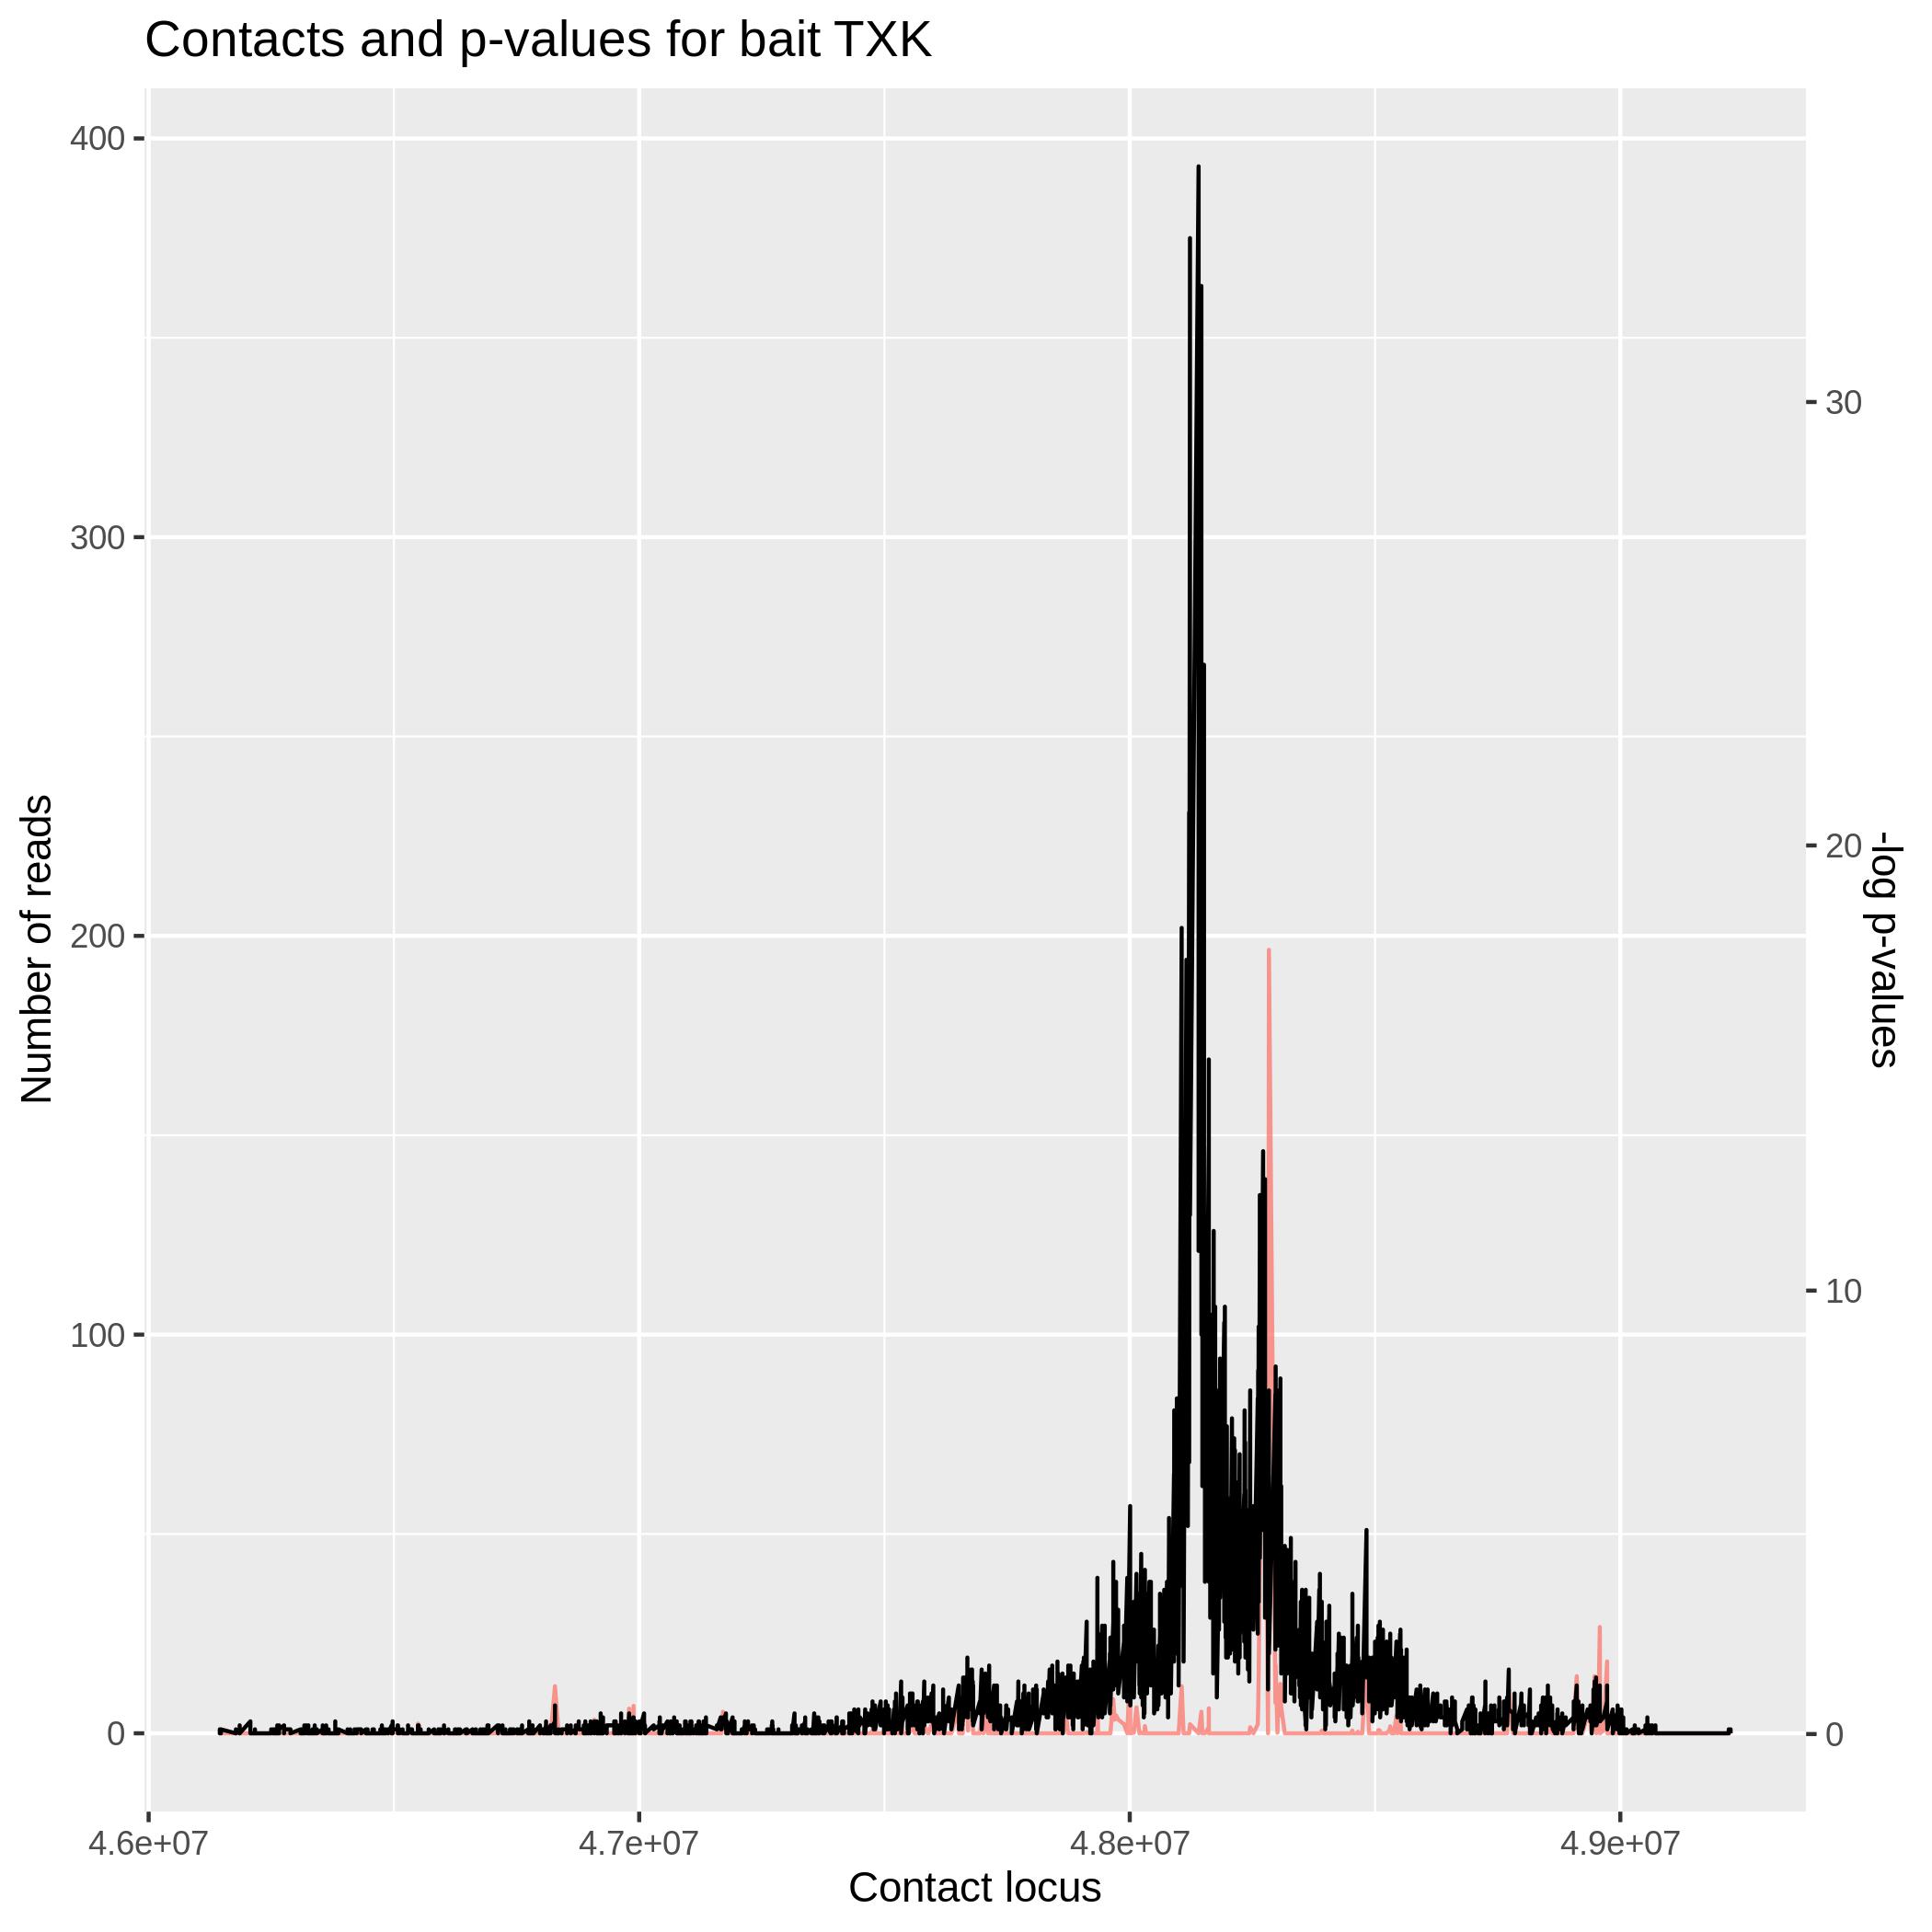 Contacts and p-values for bait TXK
400
300
200
100
0
Number of reads
30
20
10
0
-log p-values
4.6e+07
4.7e+07
4.8e+07
4.9e+07
Contact locus